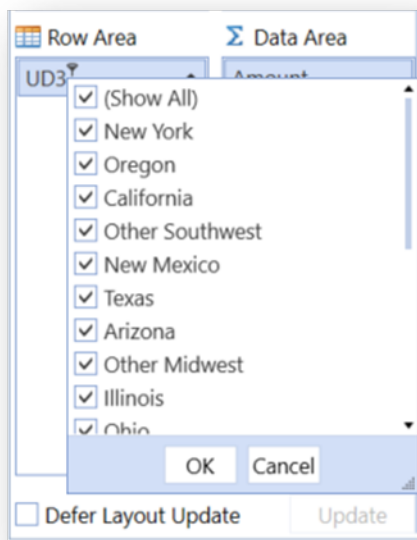 Row Area
Data Area
UD3
Amount
(Show All)
New York
Oregon
California
Other Southwest
New Mexico
Texas
Arizona
Other Midwest
Illinois
Ohio
OK Cancel
Defer Layout Update
Update